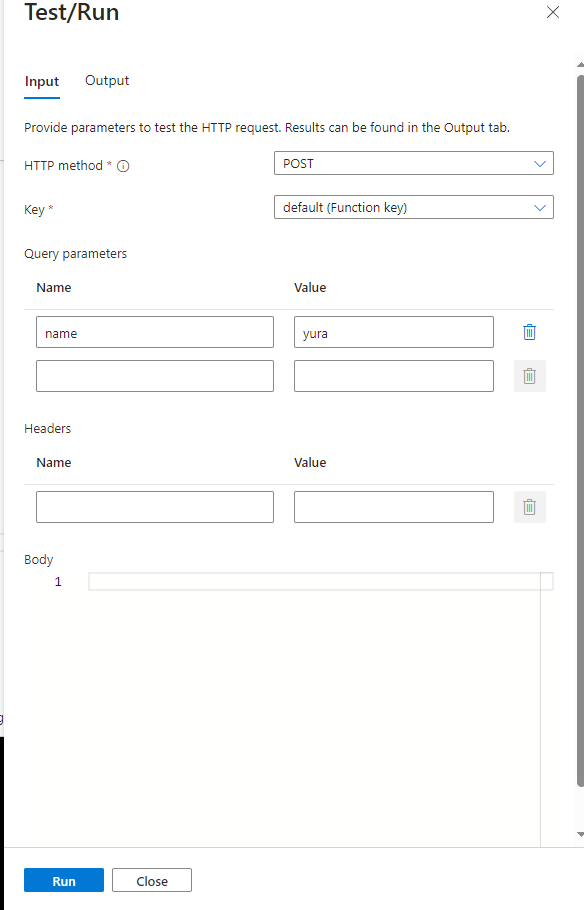 Test/Run
Input Output
Provide parameters to test the HTTP request. Results can be found in the Output tab.
HTTP method * POST
Key * default (Function key)
Query parameters
Name Value
name yura
Headers
Name Value
Body
1
Run Close